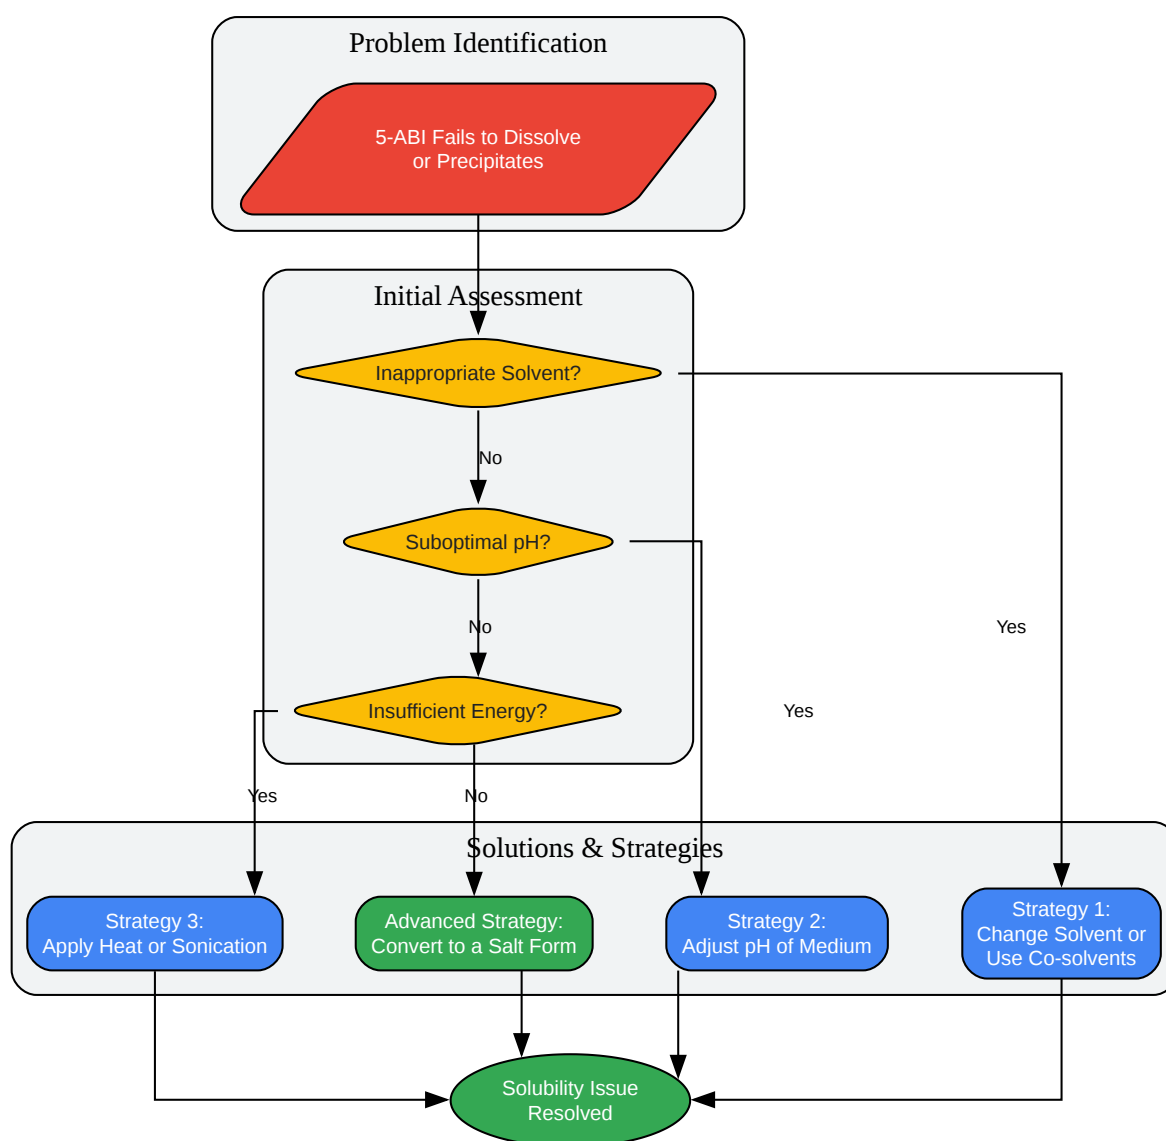 Problem Identification
5-ABI Fails to Dissolve
or Precipitates
Initial Assessment
Inappropriate Solvent?
No
Suboptimal pH?
No
Yes
Insufficient Energy?
Yes
Yes
No
Solutions & Strategies
Strategy 3:
Apply Heat or Sonication
Advanced Strategy:
Convert to a Salt Form
Strategy 2:
Adjust pH of Medium
Strategy 1:
Change Solvent or
Use Co-solvents
Solubility Issue
Resolved